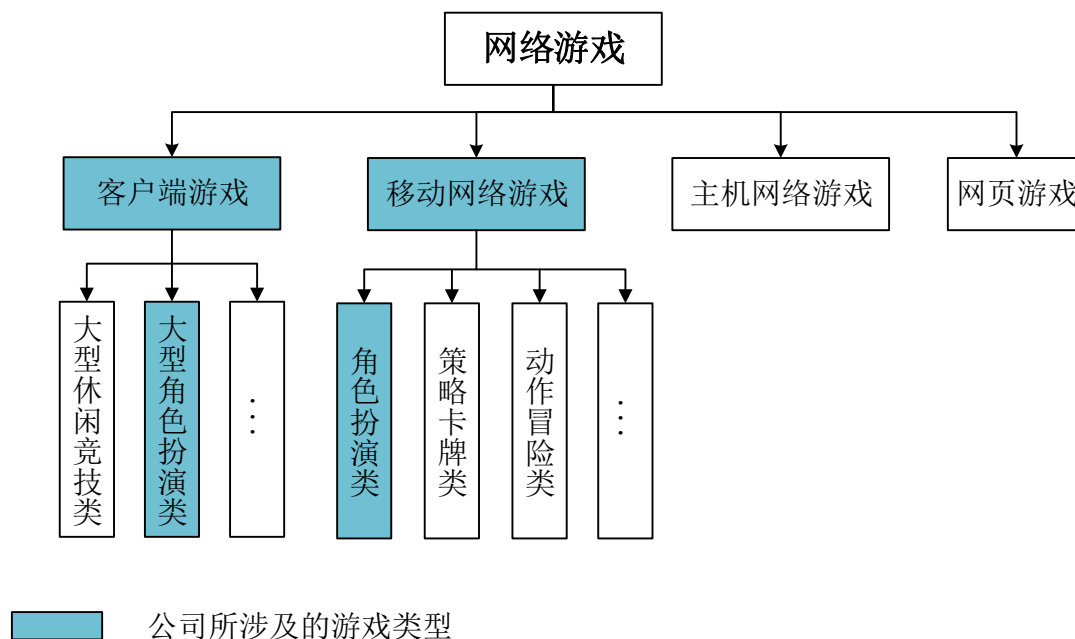 网络游戏
客户端游戏
移动网络游戏
主机网络游戏
网页游戏
大型休闲竞技类
大型角色扮演类
...
角色扮演类
策略卡牌类
动作冒险类
...
公司所涉及的游戏类型